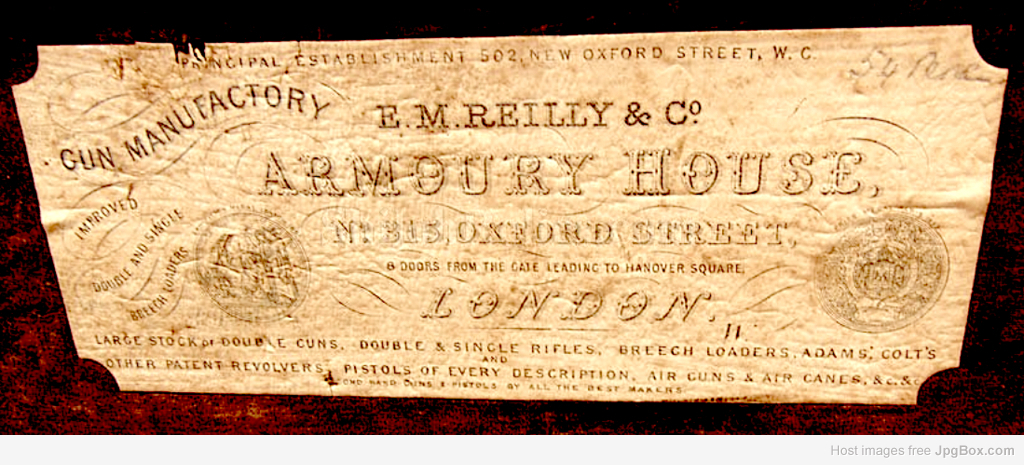 PRINCIPAL ESTABLISHMENT 502, NEW OXFORD STREET, W.C.
GUN MANUFACTORY
E.M. REILLY & Co
ARMOURY HOUSE,
IMPROVED
DOUBLE AND SINGLE
BREECH LOADERS
No 315, OXFORD STREET,
8 DOORS FROM THE GATE LEADING TO HANOVER SQUARE,
LONDON.
LARGE STOCK OF DOUBLE GUNS, DOUBLE & SINGLE RIFLES, BREECH LOADERS, ADAMS', COLT'S
AND
OTHER PATENT REVOLVERS, PISTOLS OF EVERY DESCRIPTION, AIR GUNS & AIR CANES, &c. &c
SECOND HAND GUNS & PISTOLS BY ALL THE BEST MAKERS.
Host images free JpgBox.com